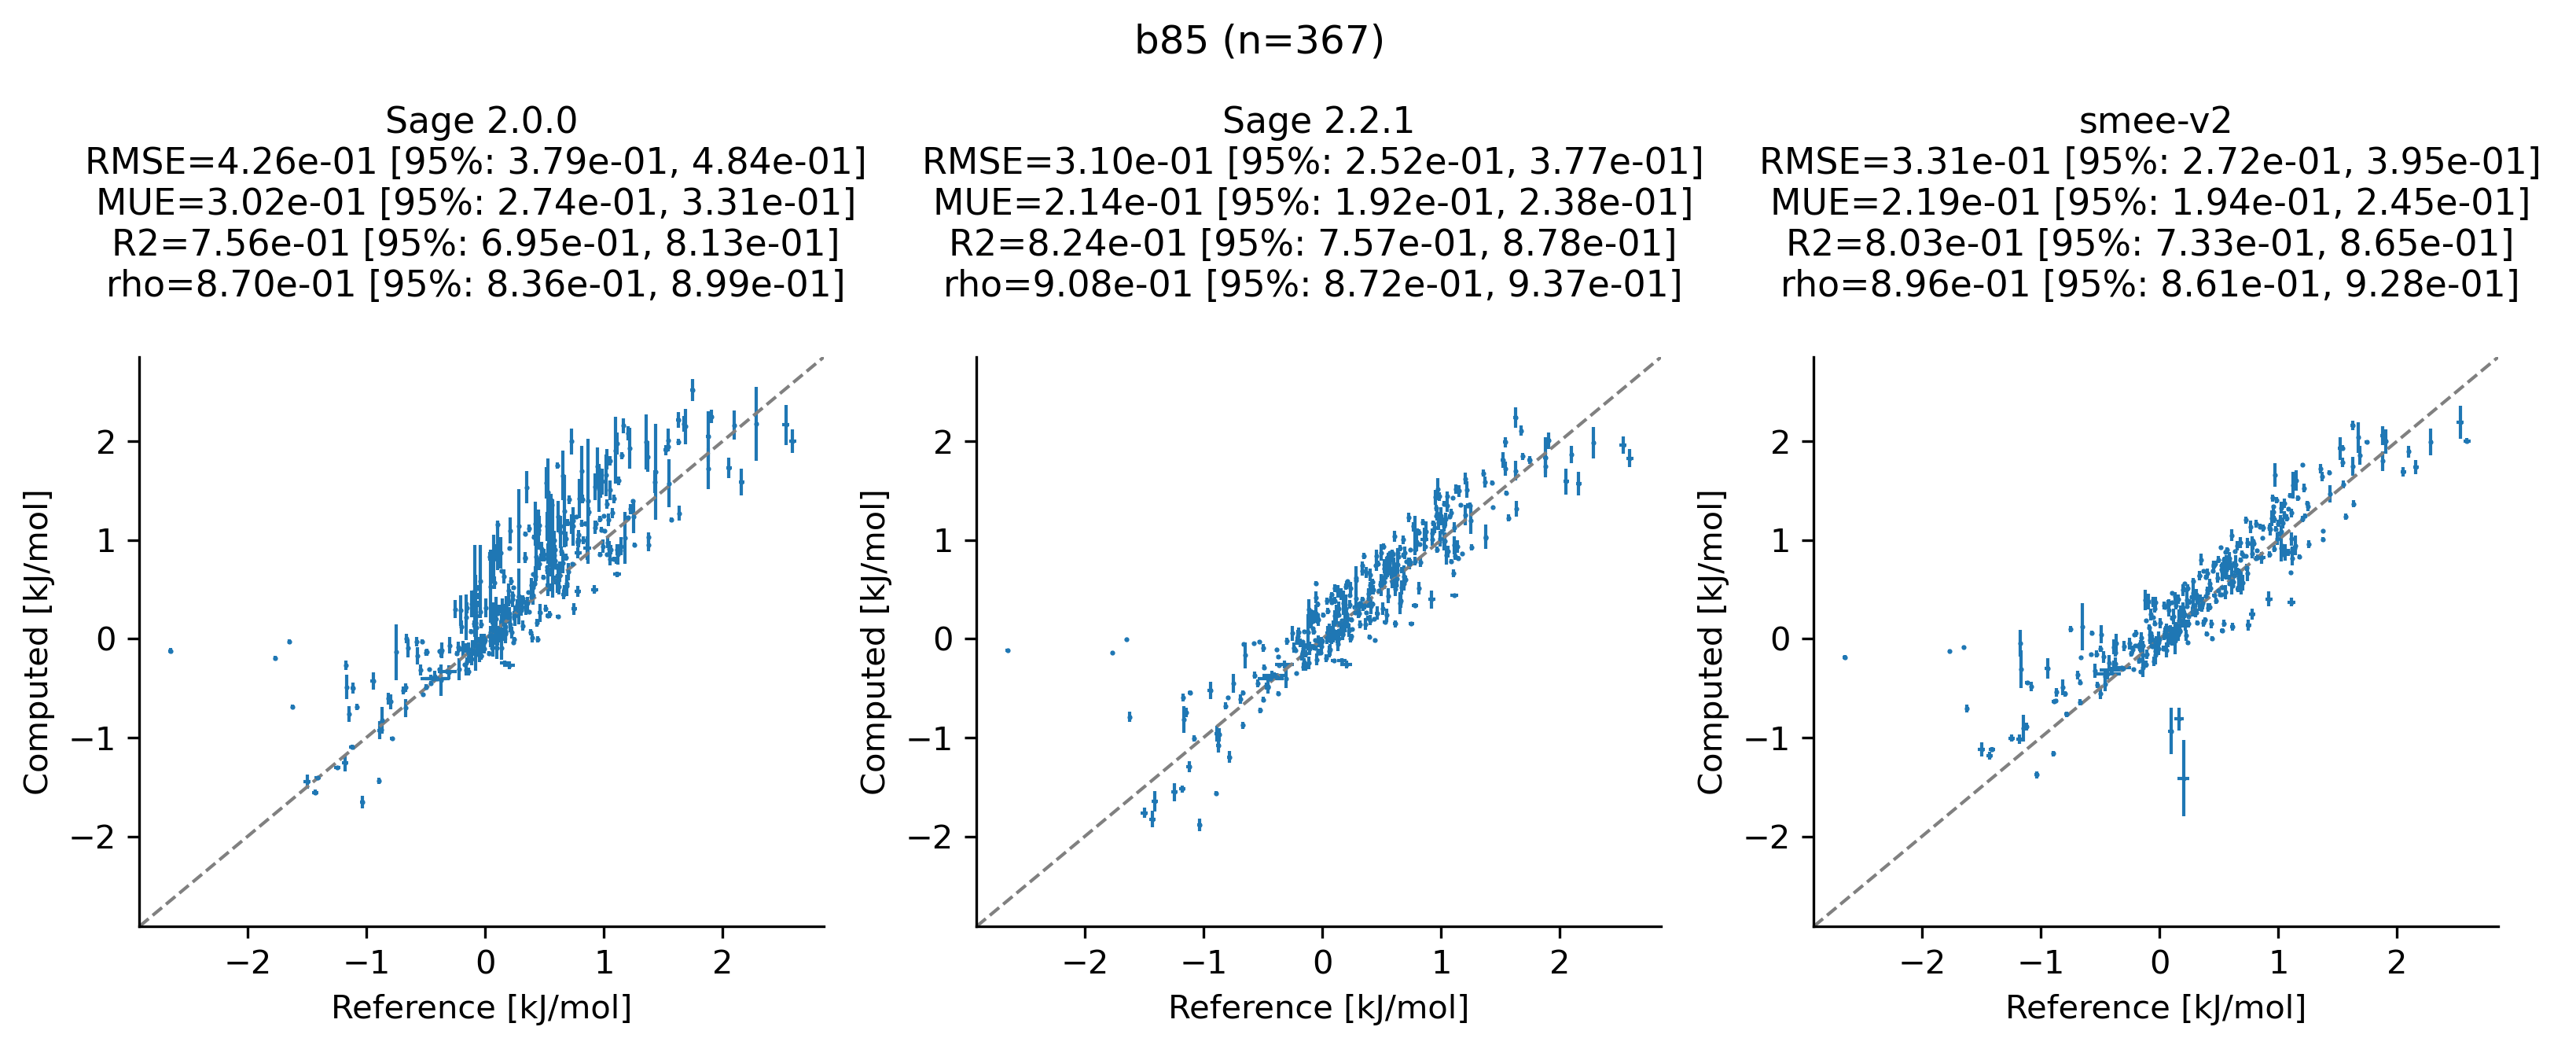 b85 (n=367)
Sage 2.0.0
RMSE=4.26e-01 [95%: 3.79e-01, 4.84e-01]
MUE=3.02e-01 [95%: 2.74e-01, 3.31e-01]
R2=7.56e-01 [95%: 6.95e-01, 8.13e-01]
rho=8.70e-01 [95%: 8.36e-01, 8.99e-01]
Computed [kJ/mol]
2
1
0
−1
−2
−2 −1 0 1 2
Reference [kJ/mol]
Sage 2.2.1
RMSE=3.10e-01 [95%: 2.52e-01, 3.77e-01]
MUE=2.14e-01 [95%: 1.92e-01, 2.38e-01]
R2=8.24e-01 [95%: 7.57e-01, 8.78e-01]
rho=9.08e-01 [95%: 8.72e-01, 9.37e-01]
Computed [kJ/mol]
2
1
0
−1
−2
−2 −1 0 1 2
Reference [kJ/mol]
smee-v2
RMSE=3.31e-01 [95%: 2.72e-01, 3.95e-01]
MUE=2.19e-01 [95%: 1.94e-01, 2.45e-01]
R2=8.03e-01 [95%: 7.33e-01, 8.65e-01]
rho=8.96e-01 [95%: 8.61e-01, 9.28e-01]
Computed [kJ/mol]
2
1
0
−1
−2
−2 −1 0 1 2
Reference [kJ/mol]